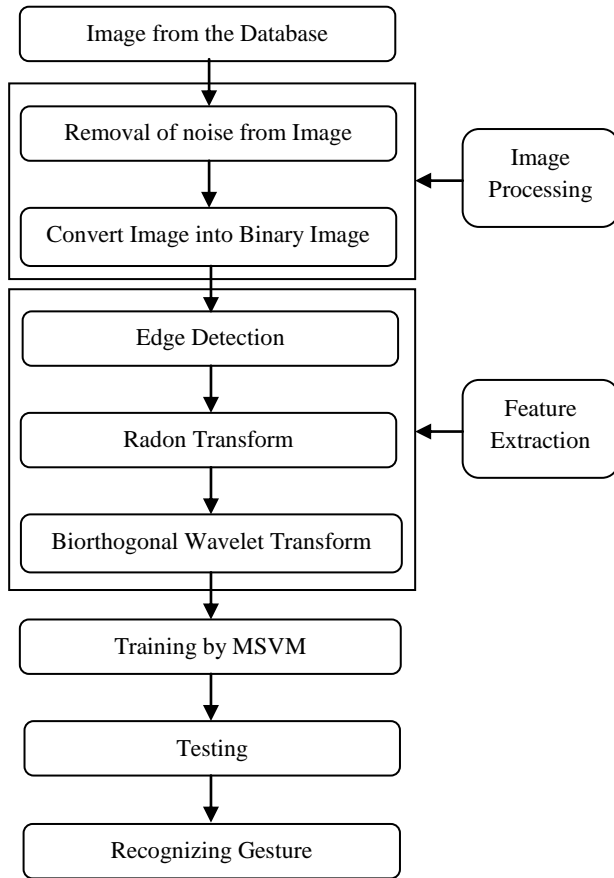 Image from the Database
Removal of noise from Image
Image
Processing
Convert Image into Binary Image
Edge Detection
Feature
Extraction
Radon Transform
Biorthogonal Wavelet Transform
Training by MSVM
Testing
Recognizing Gesture